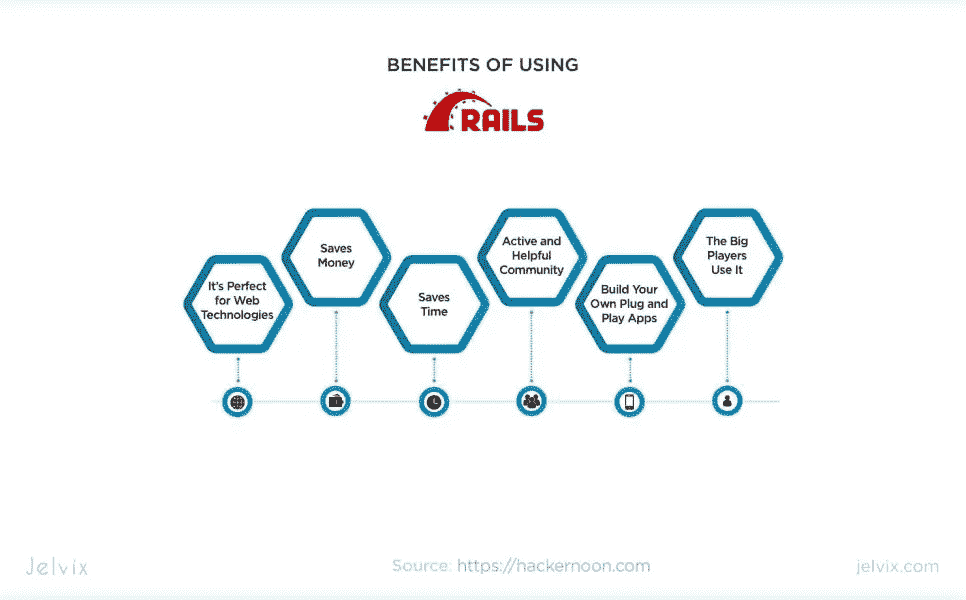 BENEFITS OF USING
RAILS
It's Perfect
for Web
Technologies
Saves
Money
Saves
Time
Active and
Helpful
Community
Build Your
Own Plug and
Play Apps
The Big
Players
Use It
Jelvix
Source: https://hackernoon.com
jelvix.com